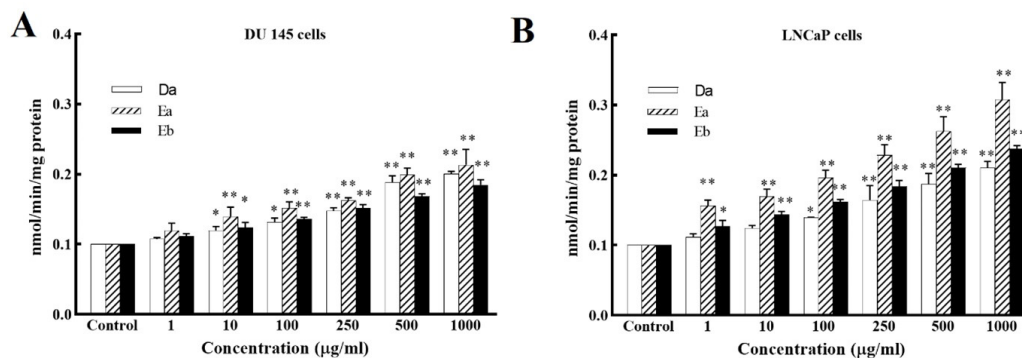 A
DU 145 cells
nmol/min/mg protein
0.4
0.3
0.2
0.1
0.0
Da
Ea
Eb
* ** *
* ** **
** ** **
** ** **
** ** **
Control 1 10 100 250 500 1000
Concentration (μg/ml)
B
LNCaP cells
nmol/min/mg protein
0.4
0.3
0.2
0.1
0.0
Da
Ea
Eb
** *
** **
* ** **
** ** **
** ** **
** ** **
Control 1 10 100 250 500 1000
Concentration (μg/ml)